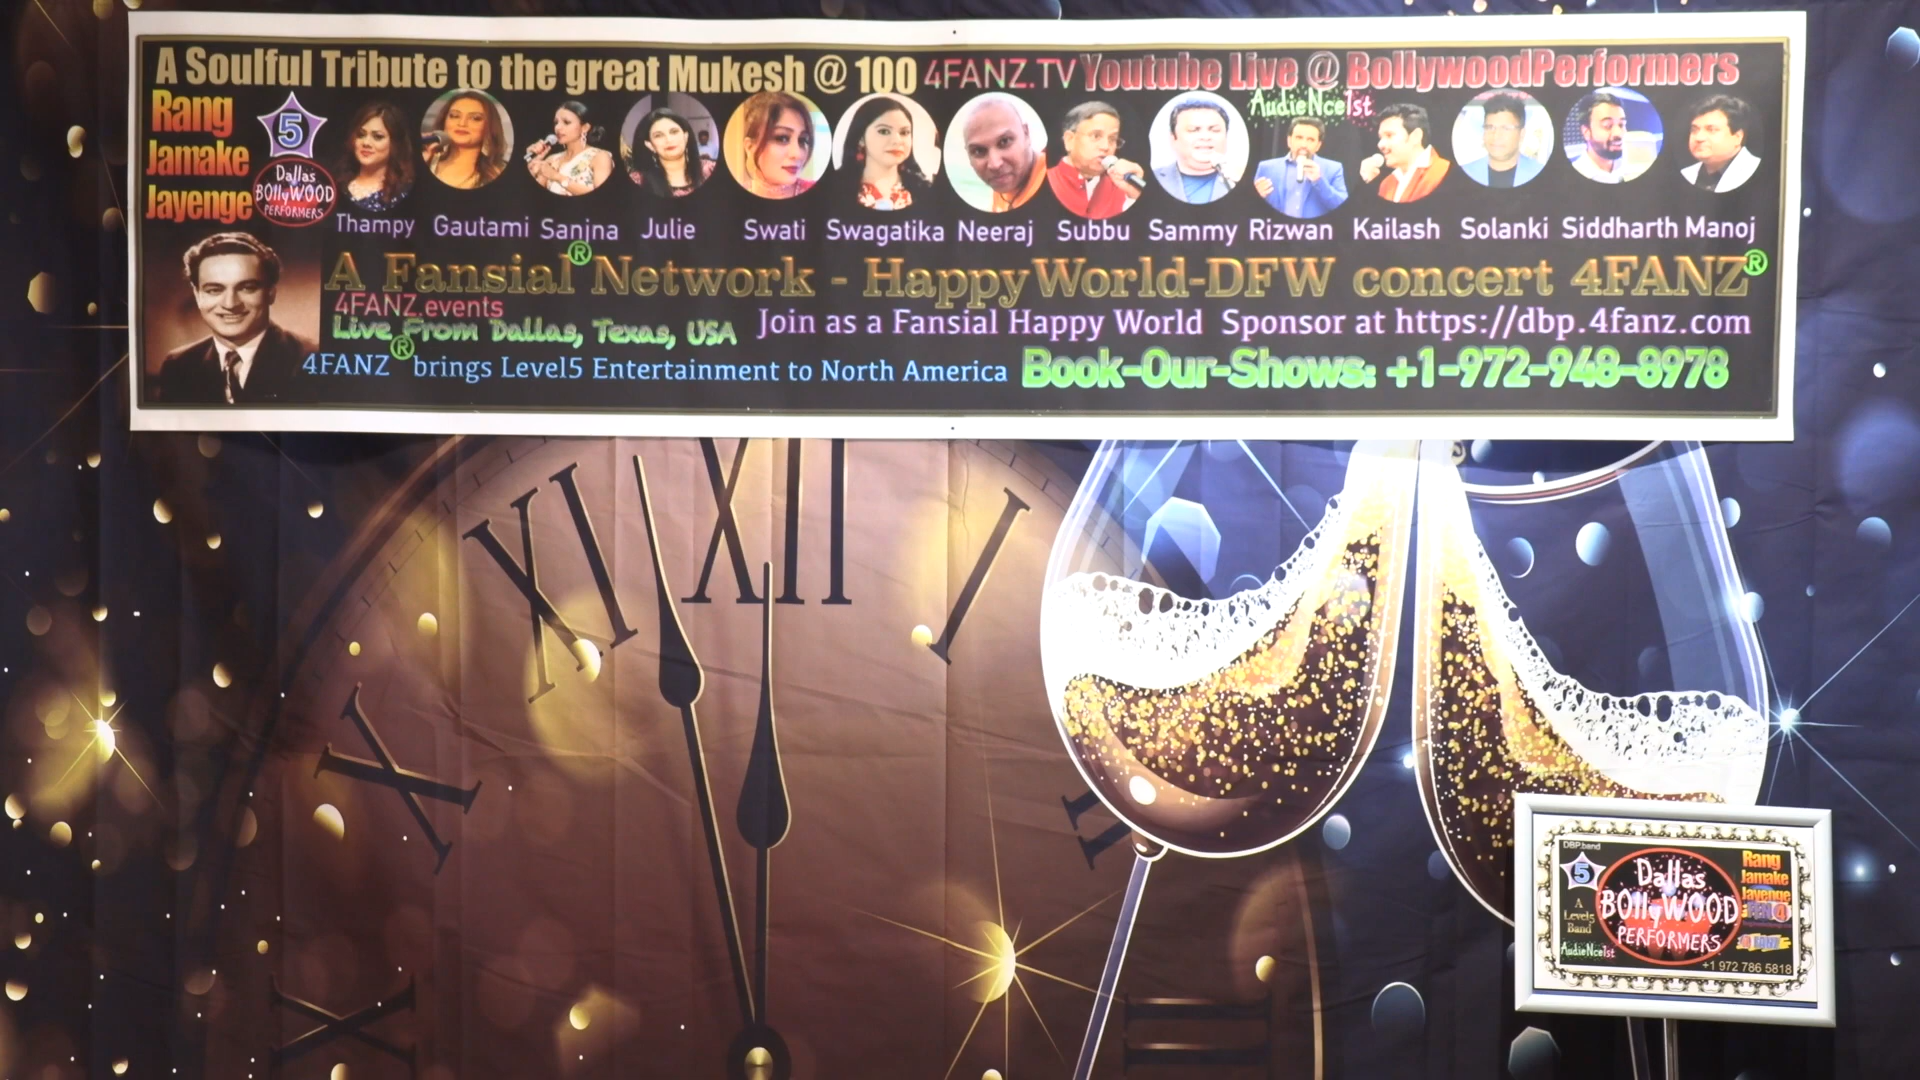 A Soulful Tribute to the great Mukesh @ 100 4FANZ.TV Youtube Live @ BollywoodPerformers
AudieNce1st
Rang
Jamake
Jayenge
5
Dallas
BOllyWOOD
PERFORMERS
Thampy Gautami Sanjna Julie Swati Swagatika Neeraj Subbu Sammy Rizwan Kailash Solanki Siddharth Manoj
A Fansial® Network - HappyWorld-DFW concert 4FANZ®
4FANZ.events
Live From Dallas, Texas, USA Join as a Fansial Happy World Sponsor at https://dbp.4fanz.com
4FANZ® brings Level5 Entertainment to North America Book-Our-Shows: +1-972-948-8978
XI XII I
X II
IX III
DBP.band
5
A
Level5
Band
AudieNce1st
Dallas
BOllyWOOD
PERFORMERS
Rang
Jamake
Jayenge
+1 972 786 5818